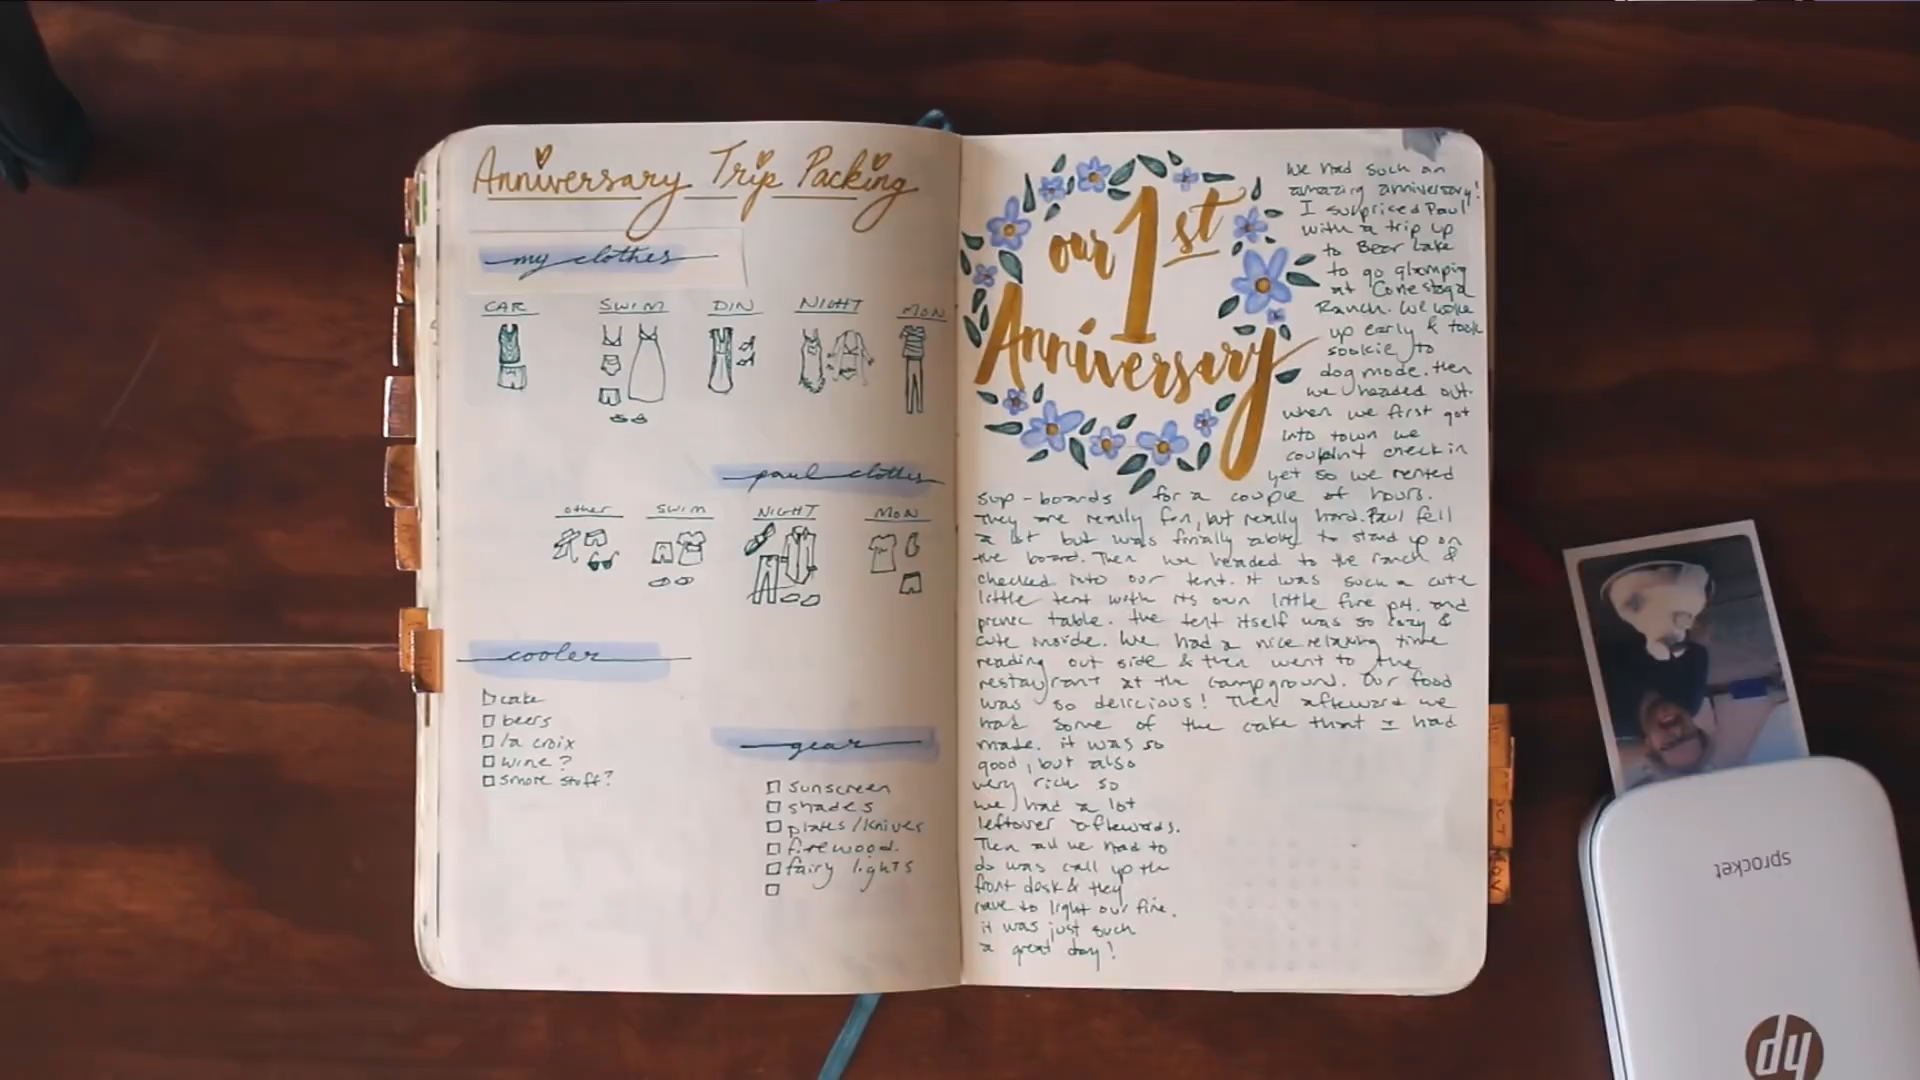 Anniversary Trip Packing
my clothes
CAR
SWIM
DIN
NIGHT
MON
paul clothes
other
SWIM
NIGHT
MON
cooler
cake
beers
la croix
wine?
smore stuff?
gear
sunscreen
shades
plates/knives
firewood.
fairy lights
our 1st
Anniversary
We had such an
amazing anniversary!
I surpriced Paul
with a trip up
to Bear Lake
to go glamping
at Conestoga
Ranch. We woke
up early & took
sookie to
dog mode. then
we headed out.
when we first got
into town we
couldn't check in
yet so we rented
sup-boards for a couple of hours.
They are really fun, but really hard. Paul fell
a lot but was finially able to stand up on
the board. Then we headed to the ranch &
checked into our tent. it was such a cute
little tent with its own little fire pit. and
picnic table. the tent itself was so cozy &
cute inside. We had a nice relaxing time
reading out side & then went to the
restaurant at the campground. Our food
was so delicious! Then afterward we
had some of the cake that I had
made. it was so
good, but also
very rich so
we had a lot
leftover afterwards.
Then all we had to
do was call up the
front desk & they
have to light our fire.
it was just such
a great day!
OCT
NOV
sprocket
hp